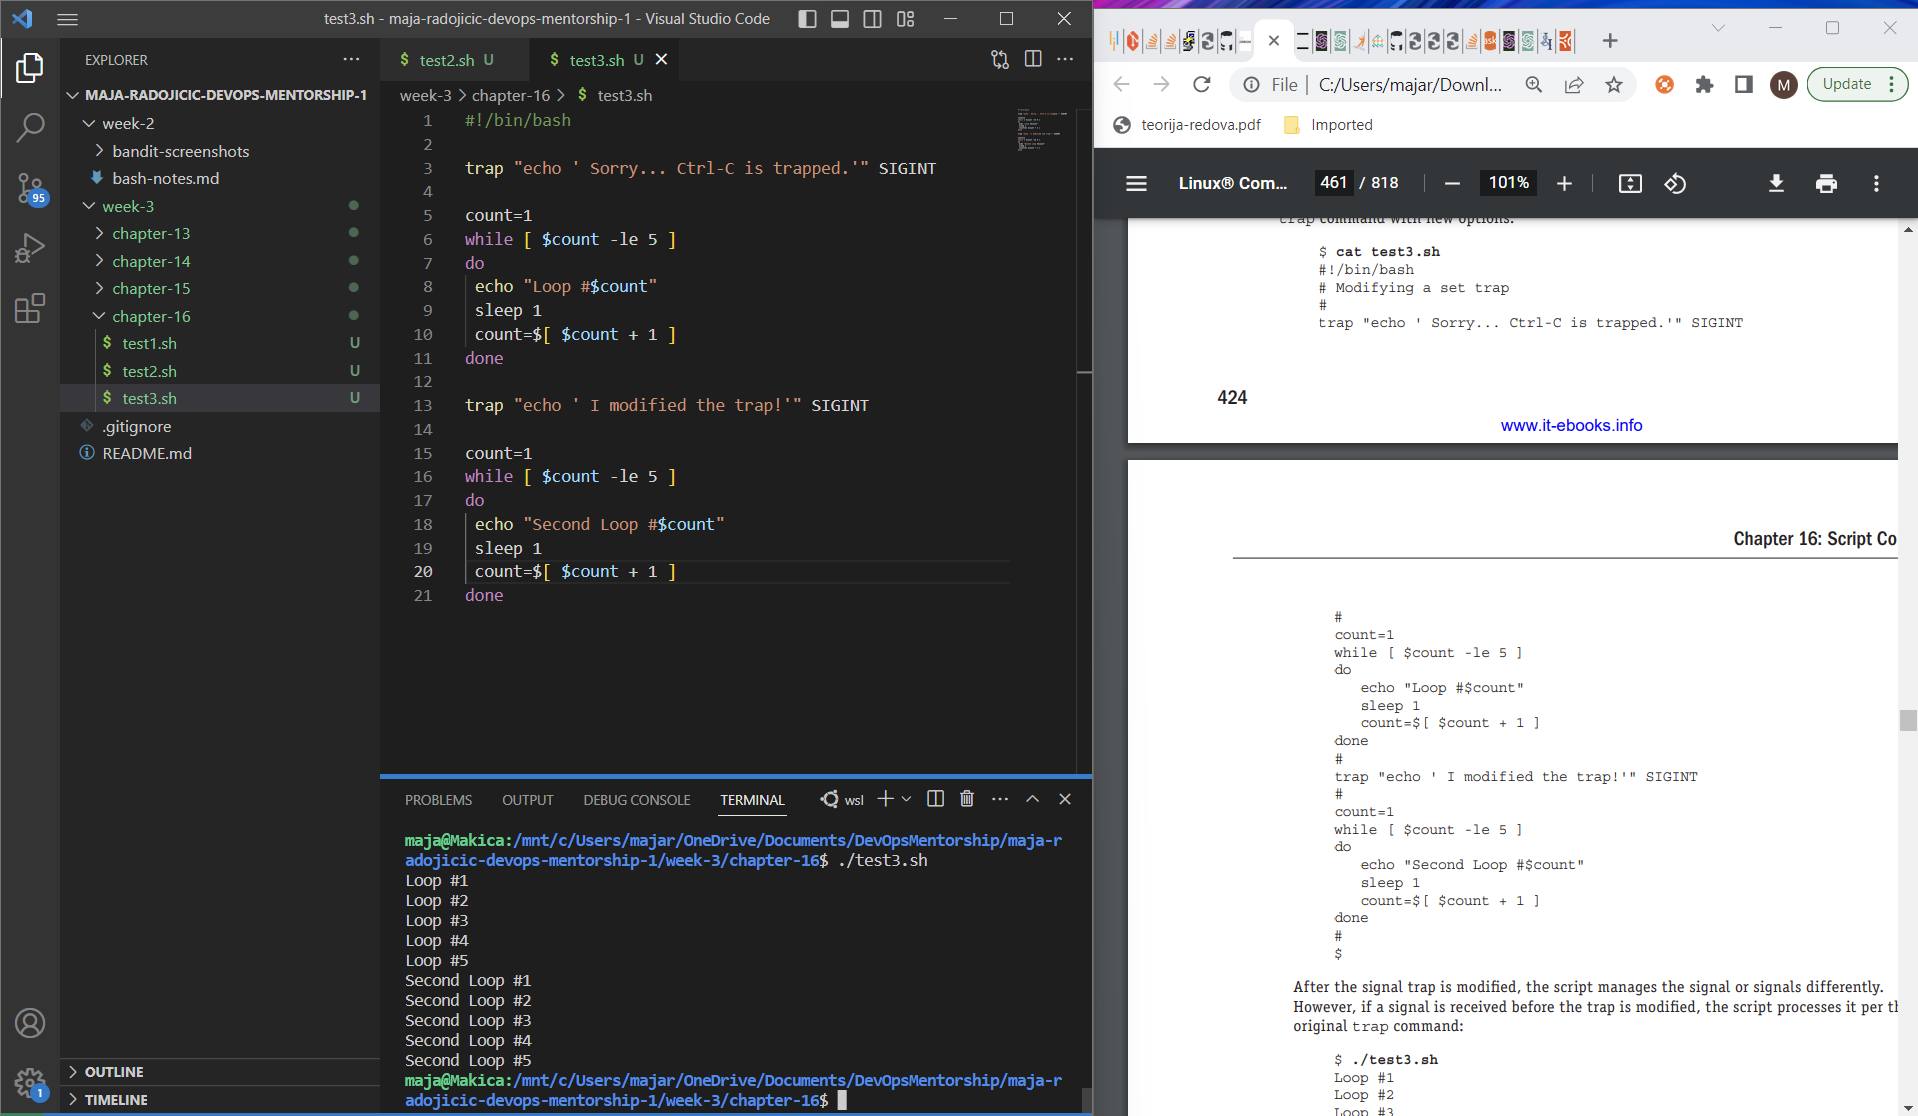 test3.sh - maja-radojicic-devops-mentorship-1 - Visual Studio Code
EXPLORER
MAJA-RADOJICIC-DEVOPS-MENTORSHIP-1
week-2
bandit-screenshots
bash-notes.md
week-3
chapter-13
chapter-14
chapter-15
chapter-16
$ test1.sh U
$ test2.sh U
$ test3.sh U
.gitignore
README.md
95
1
OUTLINE
TIMELINE
$ test2.sh U
$ test3.sh U
week-3 > chapter-16 > $ test3.sh
1 #!/bin/bash
2
3 trap "echo ' Sorry... Ctrl-C is trapped.'" SIGINT
4
5 count=1
6 while [ $count -le 5 ]
7 do
8 echo "Loop #$count"
9 sleep 1
10 count=$[ $count + 1 ]
11 done
12
13 trap "echo ' I modified the trap!'" SIGINT
14
15 count=1
16 while [ $count -le 5 ]
17 do
18 echo "Second Loop #$count"
19 sleep 1
20 count=$[ $count + 1 ]
21 done
PROBLEMS OUTPUT DEBUG CONSOLE TERMINAL wsl
maja@Makica:/mnt/c/Users/majar/OneDrive/Documents/DevOpsMentorship/maja-r
adojicic-devops-mentorship-1/week-3/chapter-16$ ./test3.sh
Loop #1
Loop #2
Loop #3
Loop #4
Loop #5
Second Loop #1
Second Loop #2
Second Loop #3
Second Loop #4
Second Loop #5
maja@Makica:/mnt/c/Users/majar/OneDrive/Documents/DevOpsMentorship/maja-r
adojicic-devops-mentorship-1/week-3/chapter-16$
File C:/Users/majar/Downl... M Update
teorija-redova.pdf Imported
Linux® Com... 461 / 818 101%
trap command with new options.
$ cat test3.sh
#!/bin/bash
# Modifying a set trap
#
trap "echo ' Sorry... Ctrl-C is trapped.'" SIGINT
424
www.it-ebooks.info
Chapter 16: Script Co
#
count=1
while [ $count -le 5 ]
do
echo "Loop #$count"
sleep 1
count=$[ $count + 1 ]
done
#
trap "echo ' I modified the trap!'" SIGINT
#
count=1
while [ $count -le 5 ]
do
echo "Second Loop #$count"
sleep 1
count=$[ $count + 1 ]
done
#
$
After the signal trap is modified, the script manages the signal or signals differently.
However, if a signal is received before the trap is modified, the script processes it per th
original trap command:
$ ./test3.sh
Loop #1
Loop #2
Loop #3